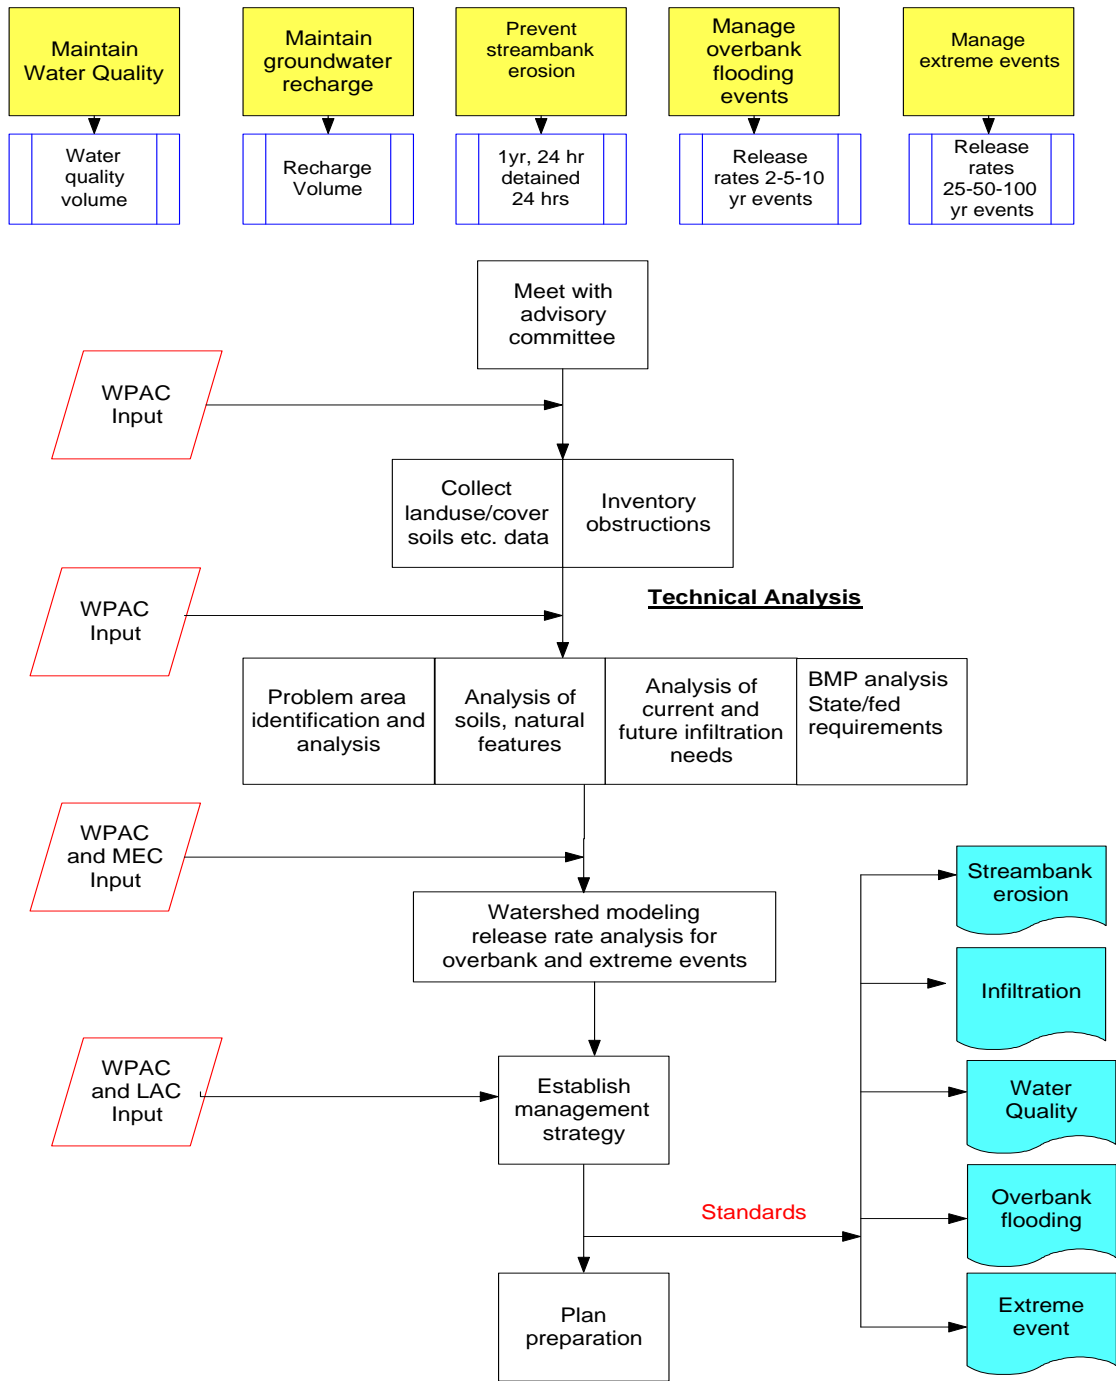 Maintain
Water Quality
Maintain
groundwater
recharge
Prevent
streambank
erosion
Manage
overbank
flooding
events
Manage
extreme events
Water
quality
volume
Recharge
Volume
1yr, 24 hr
detained
24 hrs
Release
rates 2-5-10
yr events
Release
rates
25-50-100
yr events
Meet with
advisory
committee
WPAC
Input
Collect
landuse/cover
soils etc. data
Inventory
obstructions
WPAC
Input
Technical Analysis
Problem area
identification and
analysis
Analysis of
soils, natural
features
Analysis of
current and
future infiltration
needs
BMP analysis
State/fed
requirements
WPAC
and MEC
Input
Watershed modeling
release rate analysis for
overbank and extreme events
WPAC
and LAC
Input
Establish
management
strategy
Standards
Plan
preparation
Streambank
erosion
Infiltration
Water
Quality
Overbank
flooding
Extreme
event